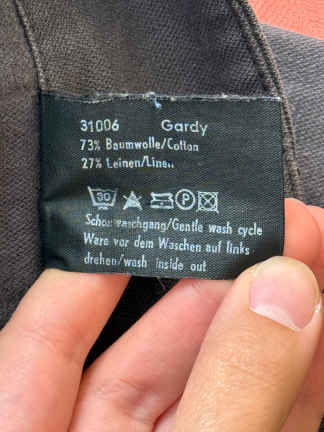 31006 Gardy
73% Baumwolle/Cotton
27% Leinen/Linen
30 P
/Gentle wash cycle
Ware vor dem Waschen auf links
drehen/wash inside out